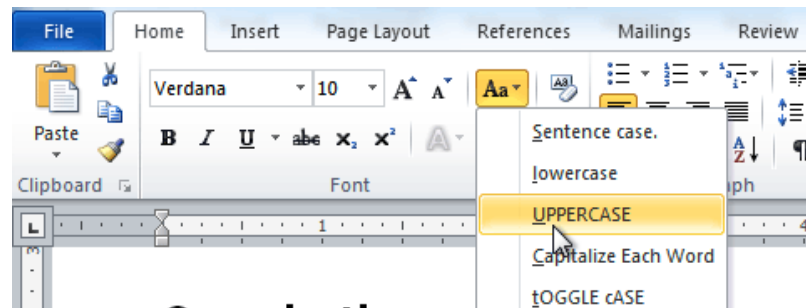 File Home Insert Page Layout References Mailings Review
Verdana 10 A A Aa
Paste B I U abc X₂ X²
Sentence case.
lowercase
UPPERCASE
Capitalize Each Word
tOGGLE cASE
Clipboard Font
L 1 4